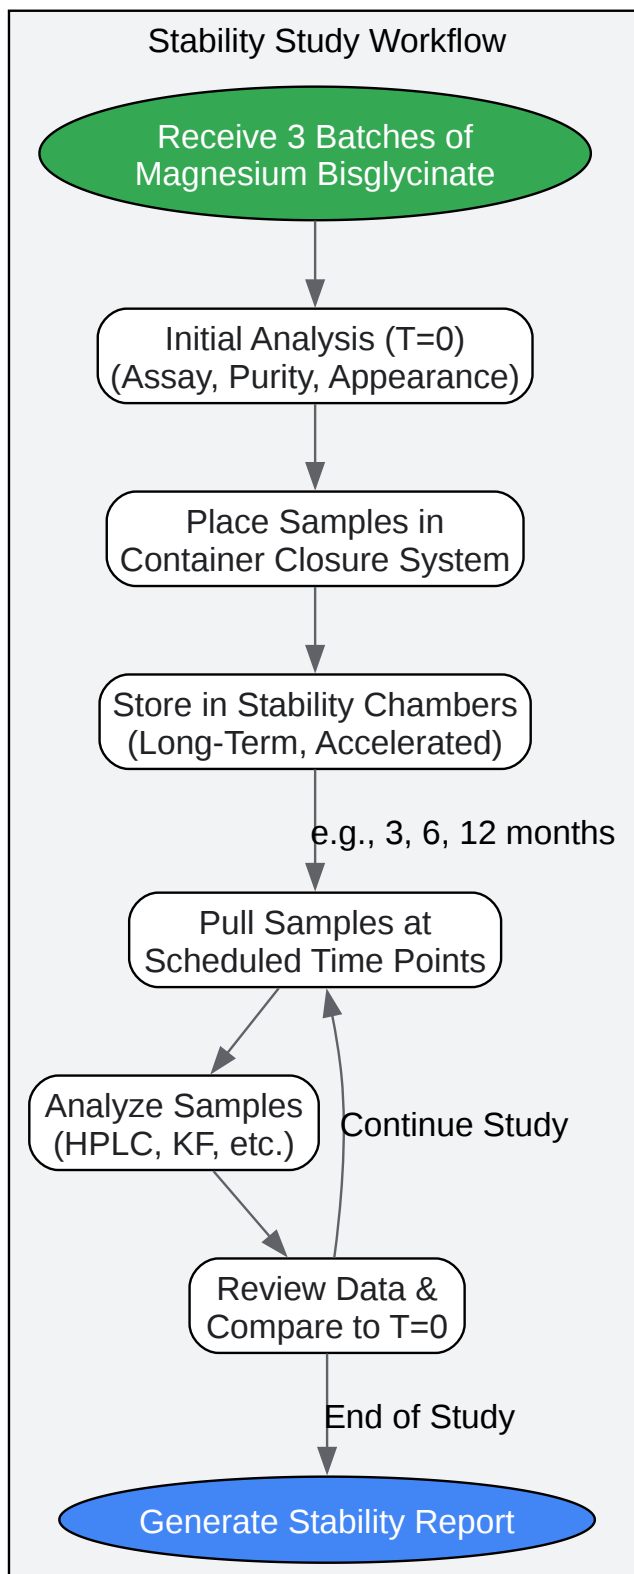 Stability Study Workflow
Receive 3 Batches of
Magnesium Bisglycinate
Initial Analysis (T=0)
(Assay, Purity, Appearance)
Place Samples in
Container Closure System
Store in Stability Chambers
(Long-Term, Accelerated)
e.g., 3, 6, 12 months
Pull Samples at
Scheduled Time Points
Analyze Samples
(HPLC, KF, etc.)
Continue Study
Review Data &
Compare to T=0
End of Study
Generate Stability Report